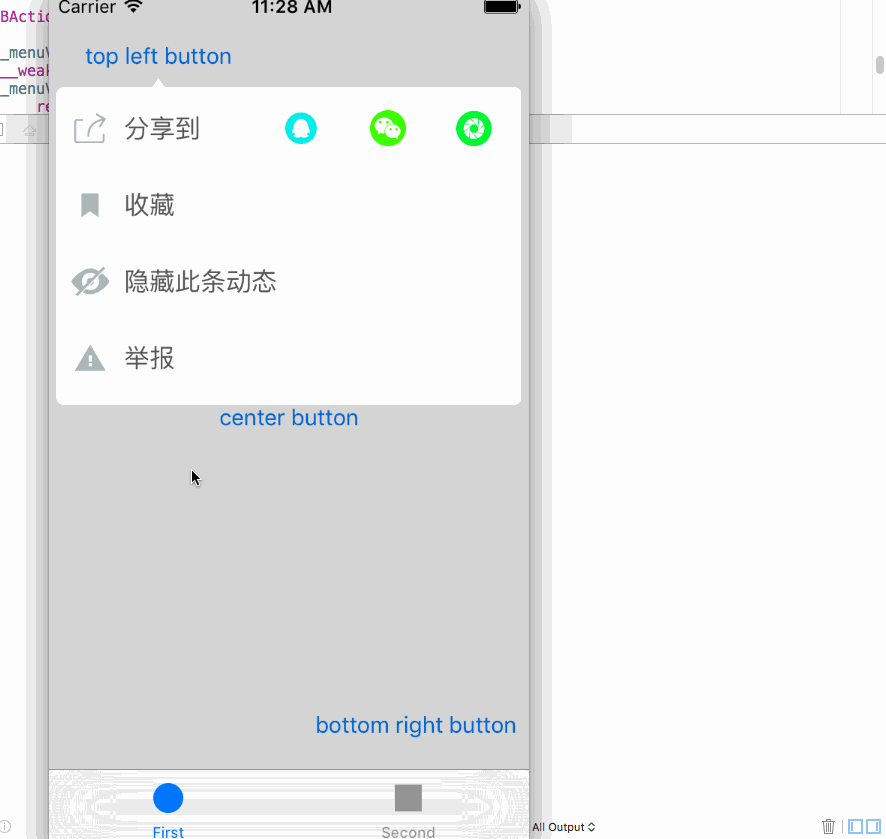 Carrier 11:28 AM
BActio
_menuV
__weak
_menuV
re
top left button
分享到
收藏
隐藏此条动态
举报
center button
bottom right button
First
Second
All Output